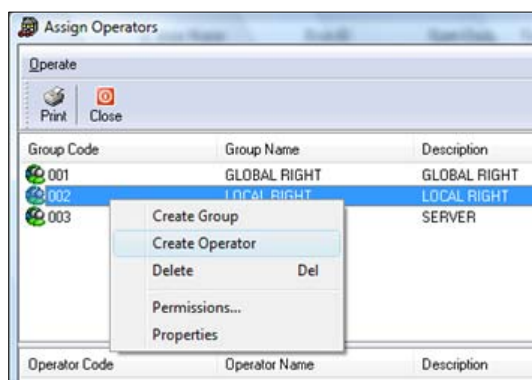 Assign Operators
Operate
Print Close
Group Code Group Name Description
001 GLOBAL RIGHT GLOBAL RIGHT
002 LOCAL RIGHT LOCAL RIGHT
003 SERVER
Create Group
Create Operator
Delete Del
Permissions...
Properties
Operator Code Operator Name Description